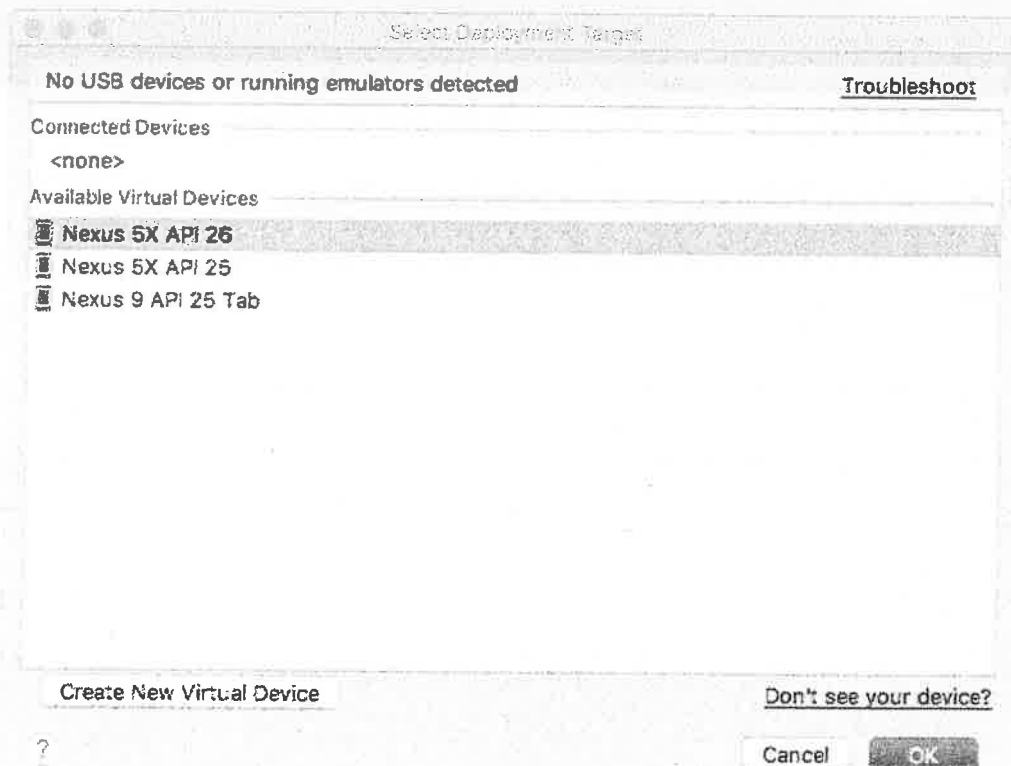 Select Deployment Target
No USB devices or running emulators detected
Troubleshoot
Connected Devices
<none>
Available Virtual Devices
Nexus 5X API 26
Nexus 5X API 25
Nexus 9 API 25 Tab
Create New Virtual Device
Don't see your device?
?
Cancel
OK